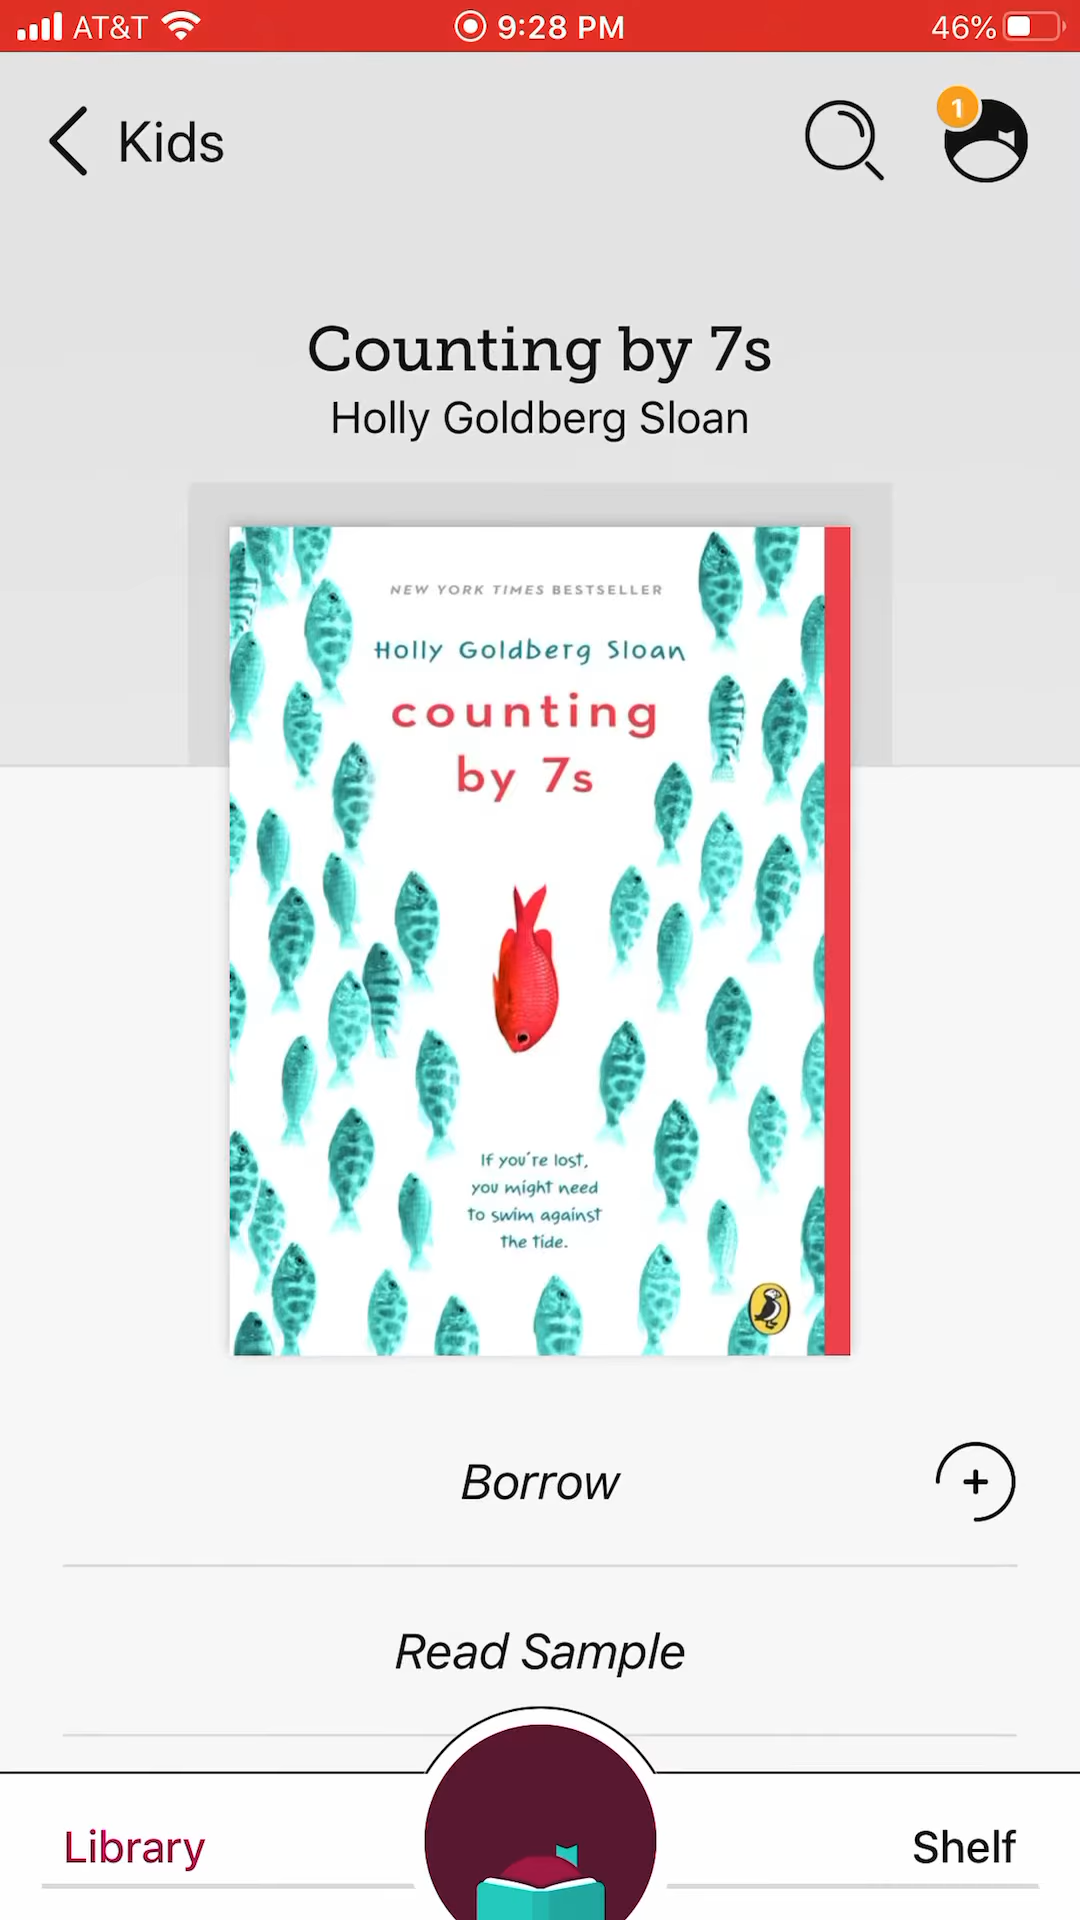 AT&T 9:28 PM 46%
Kids
1
Counting by 7s
Holly Goldberg Sloan
NEW YORK TIMES BESTSELLER
Holly Goldberg Sloan
counting
by 7s
If you're lost,
you might need
to swim against
the tide.
Borrow
Read Sample
Library
Shelf